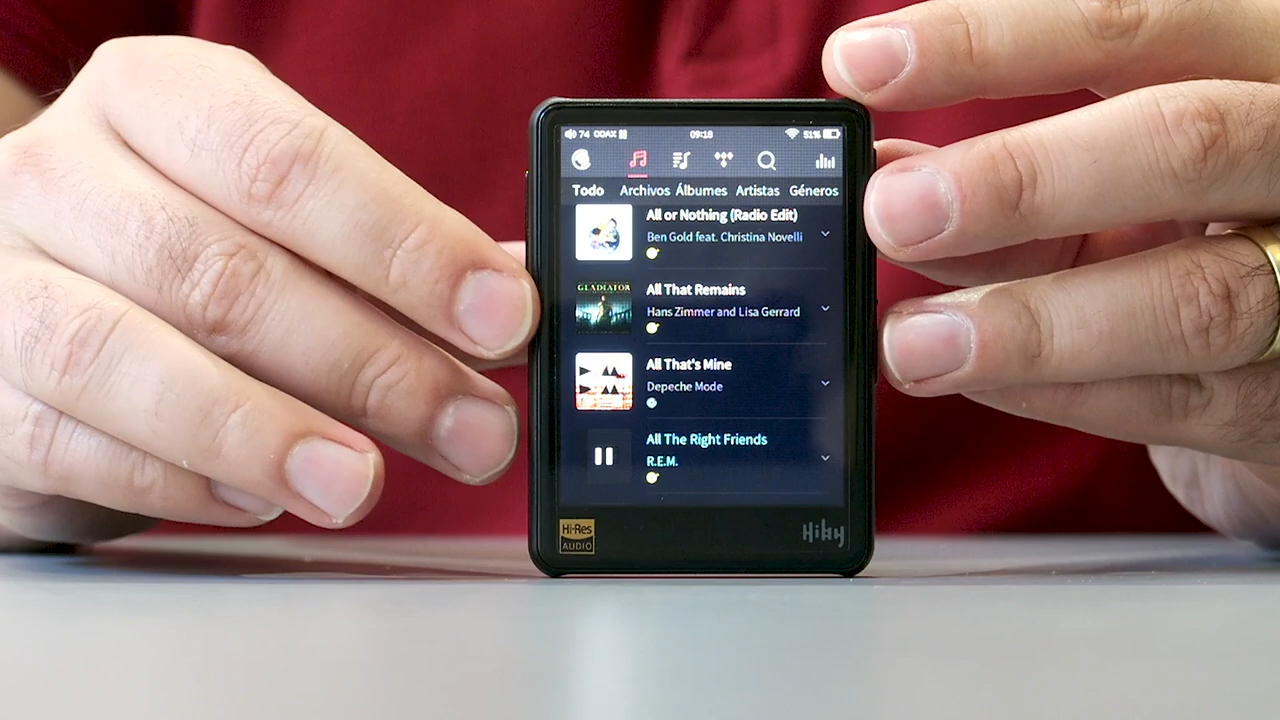 74 COAX 09:18 51%
Todo Archivos Álbumes Artistas Géneros
All or Nothing (Radio Edit)
Ben Gold feat. Christina Novelli
GLADIATOR
All That Remains
Hans Zimmer and Lisa Gerrard
All That's Mine
Depeche Mode
All The Right Friends
R.E.M.
Hi-Res
AUDIO
Hiby